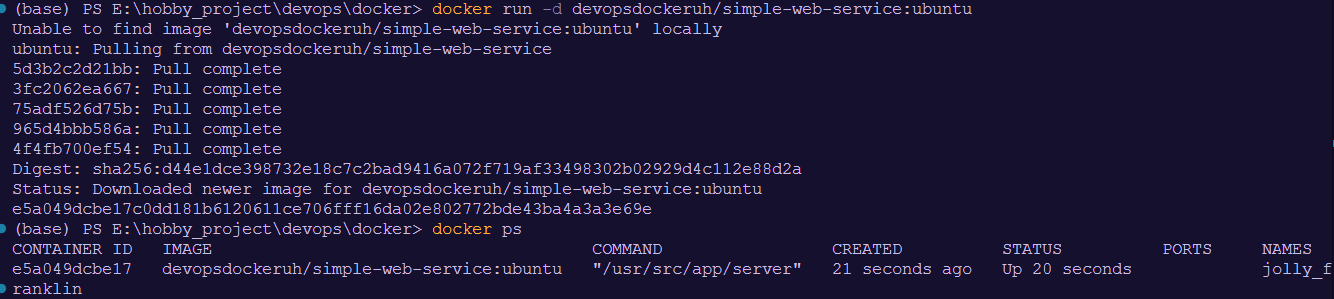 (base) PS E:\hobby_project\devops\docker> docker run -d devopsdockeruh/simple-web-service:ubuntu
Unable to find image 'devopsdockeruh/simple-web-service:ubuntu' locally
ubuntu: Pulling from devopsdockeruh/simple-web-service
5d3b2c2d21bb: Pull complete
3fc2062ea667: Pull complete
75adf526d75b: Pull complete
965d4bbb586a: Pull complete
4f4fb700ef54: Pull complete
Digest: sha256:d44e1dce398732e18c7c2bad9416a072f719af33498302b02929d4c112e88d2a
Status: Downloaded newer image for devopsdockeruh/simple-web-service:ubuntu
e5a049dcbe17c0dd181b6120611ce706fff16da02e802772bde43ba4a3a3e69e
(base) PS E:\hobby_project\devops\docker> docker ps
CONTAINER ID   IMAGE                                      COMMAND                 CREATED          STATUS          PORTS     NAMES
e5a049dcbe17   devopsdockeruh/simple-web-service:ubuntu   "/usr/src/app/server"   21 seconds ago   Up 20 seconds             jolly_f
ranklin